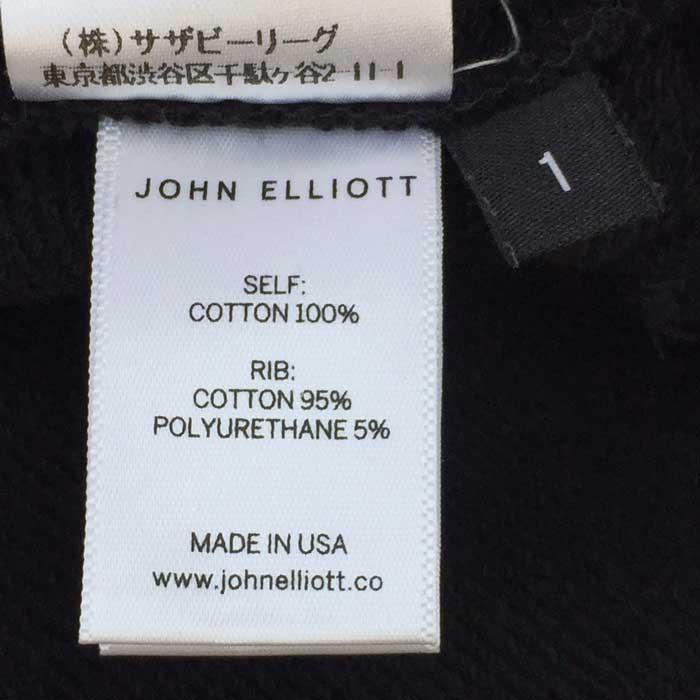 (株)サザビーリーグ
東京都渋谷区千駄ヶ谷2-11-1
1
JOHN ELLIOTT
SELF:
COTTON 100%
RIB:
COTTON 95%
POLYURETHANE 5%
MADE IN USA
www.johnelliott.co